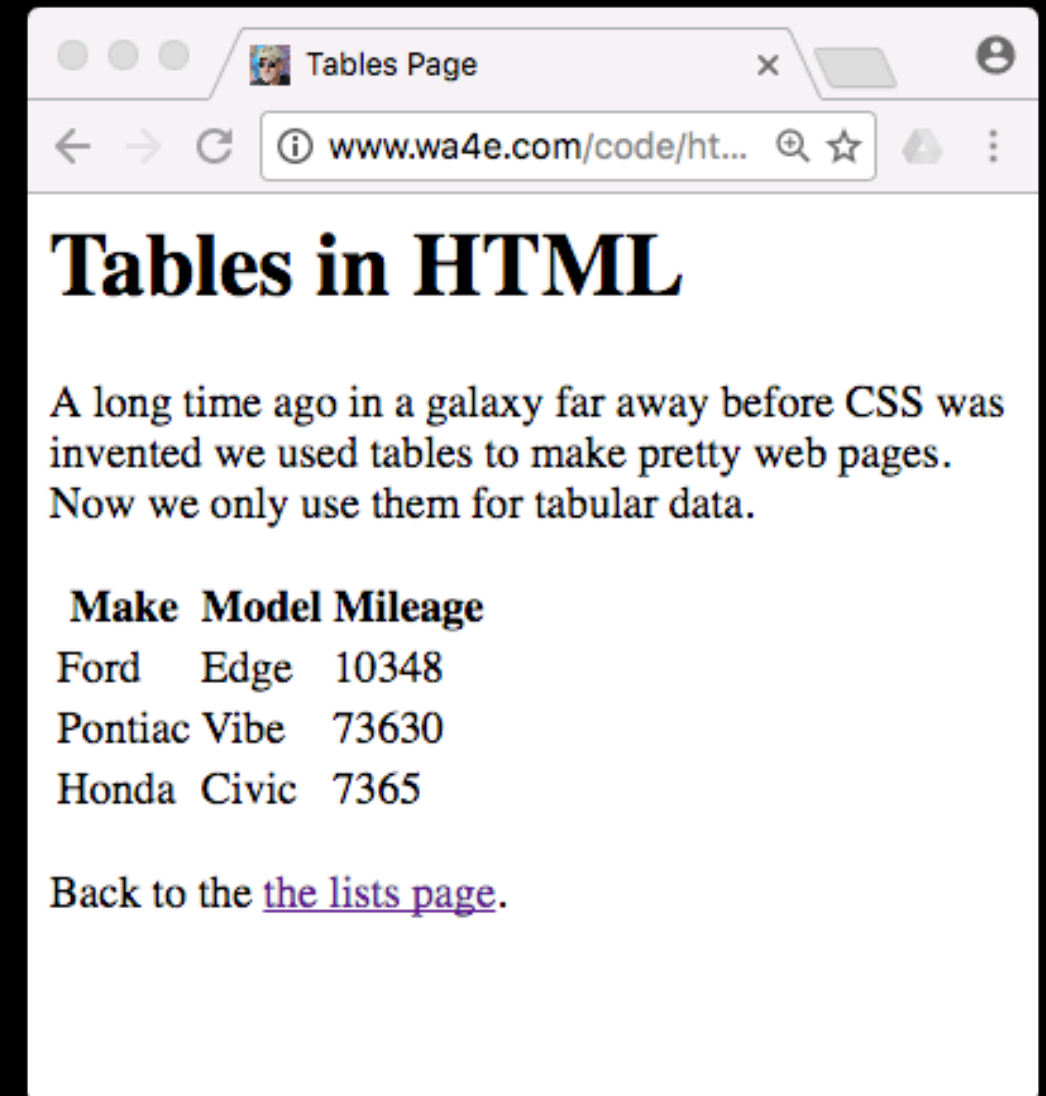 Tables Page
www.wa4e.com/code/ht...
Tables in HTML
A long time ago in a galaxy far away before CSS was
invented we used tables to make pretty web pages.
Now we only use them for tabular data.
Make Model Mileage
Ford Edge 10348
Pontiac Vibe 73630
Honda Civic 7365
Back to the the lists page.